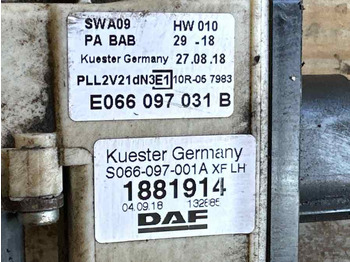 SWA09 HW 010
PA BAB 29 -18
Kuester Germany 27.08.18
PLL2V21dN3E1 10R-05 7983
E066 097 031 B
Kuester Germany
S066-097-001A XF LH
1881914
04.09.18 132885
DAF